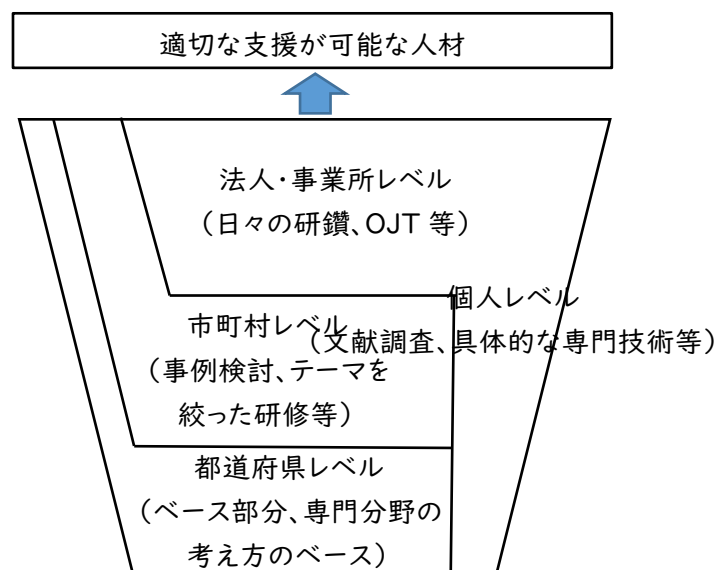 適切な支援が可能な人材
法人・事業所レベル
（日々の研鑽、OJT 等）
個人レベル
（文献調査、具体的な専門技術等）
市町村レベル
（事例検討、テーマを
絞った研修等）
都道府県レベル
（ベース部分、専門分野の
考え方のベース）